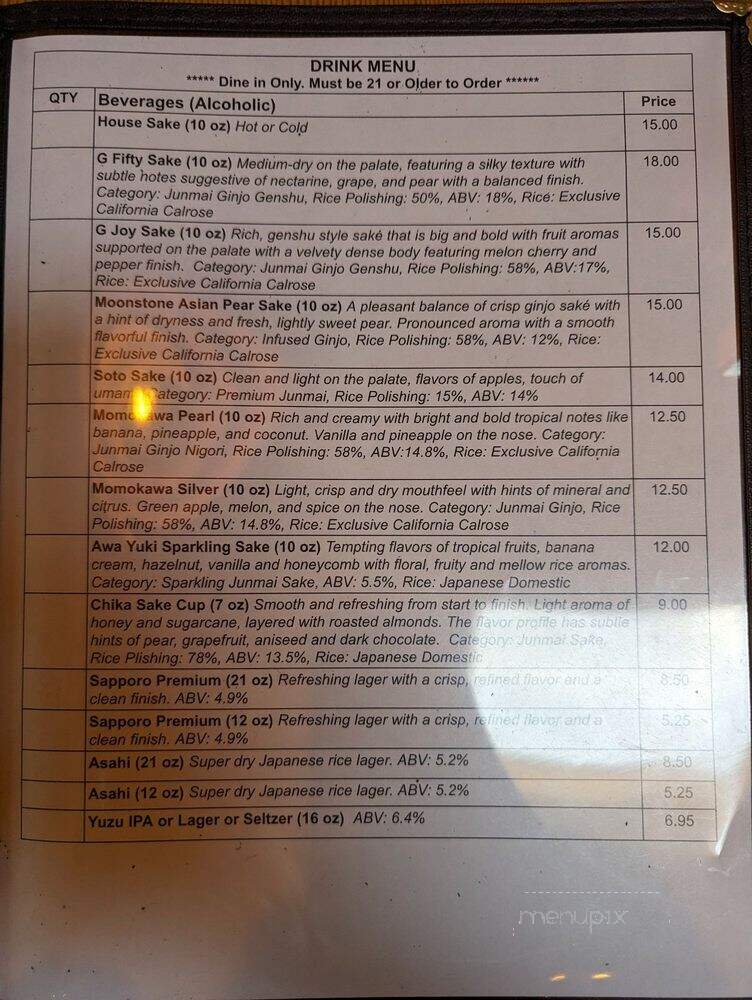 DRINK MENU
***** Dine in Only. Must be 21 or Older to Order ******
QTY Beverages (Alcoholic) Price
House Sake (10 oz) Hot or Cold 15.00
G Fifty Sake (10 oz) Medium-dry on the palate, featuring a silky texture with 18.00
subtle notes suggestive of nectarine, grape, and pear with a balanced finish.
Category: Junmai Ginjo Genshu, Rice Polishing: 50%, ABV: 18%, Rice: Exclusive
California Calrose
G Joy Sake (10 oz) Rich, genshu style saké that is big and bold with fruit aromas 15.00
supported on the palate with a velvety dense body featuring melon cherry and
pepper finish. Category: Junmai Ginjo Genshu, Rice Polishing: 58%, ABV:17%,
Rice: Exclusive California Calrose
Moonstone Asian Pear Sake (10 oz) A pleasant balance of crisp ginjo saké with 15.00
a hint of dryness and fresh, lightly sweet pear. Pronounced aroma with a smooth
flavorful finish. Category: Infused Ginjo, Rice Polishing: 58%, ABV: 12%, Rice:
Exclusive California Calrose
Soto Sake (10 oz) Clean and light on the palate, flavors of apples, touch of 14.00
Category: Premium Junmai, Rice Polishing: 15%, ABV: 14%
Momokawa Pearl (10 oz) Rich and creamy with bright and bold tropical notes like 12.50
banana, pineapple, and coconut. Vanilla and pineapple on the nose. Category:
Junmai Ginjo Nigori, Rice Polishing: 58%, ABV:14.8%, Rice: Exclusive California
Calrose
Momokawa Silver (10 oz) Light, crisp and dry mouthfeel with hints of mineral and 12.50
citrus. Green apple, melon, and spice on the nose. Category: Junmai Ginjo, Rice
Polishing: 58%, ABV: 14.8%, Rice: Exclusive California Calrose
Awa Yuki Sparkling Sake (10 oz) Tempting flavors of tropical fruits, banana 12.00
cream, hazelnut, vanilla and honeycomb with floral, fruity and mellow rice aromas.
Category: Sparkling Junmai Sake, ABV: 5.5%, Rice: Japanese Domestic
Chika Sake Cup (7 oz) Smooth and refreshing from start to finish. Light aroma of 9.00
honey and sugarcane, layered with roasted almonds. The flavor profile has subtle
hints of pear, grapefruit, aniseed and dark chocolate. Category: Junmai Sake,
Rice Plishing: 78%, ABV: 13.5%, Rice: Japanese Domestic
Sapporo Premium (21 oz) Refreshing lager with a crisp, refined flavor and a 8.50
clean finish. ABV: 4.9%
Sapporo Premium (12 oz) Refreshing lager with a crisp, refined flavor and a 5.25
clean finish. ABV: 4.9%
Asahi (21 oz) Super dry Japanese rice lager. ABV: 5.2% 8.50
Asahi (12 oz) Super dry Japanese rice lager. ABV: 5.2% 5.25
Yuzu IPA or Lager or Seltzer (16 oz) ABV: 6.4% 6.95
menupix